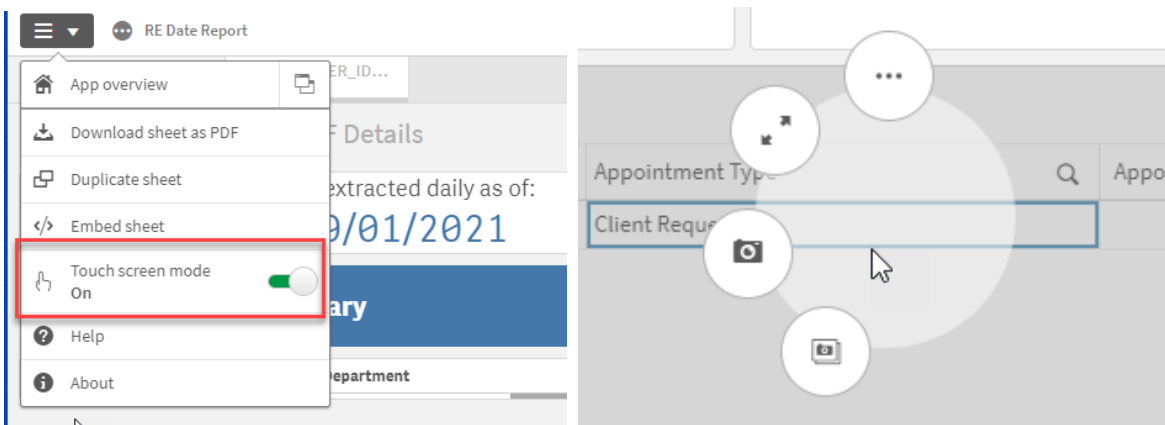 RE Date Report
App overview
ER_ID...
Download sheet as PDF
Details
Duplicate sheet
extracted daily as of:
/01/2021
Embed sheet
Touch screen mode
On
ary
Help
About
Department
Appointment Type
Appo
Client Reque